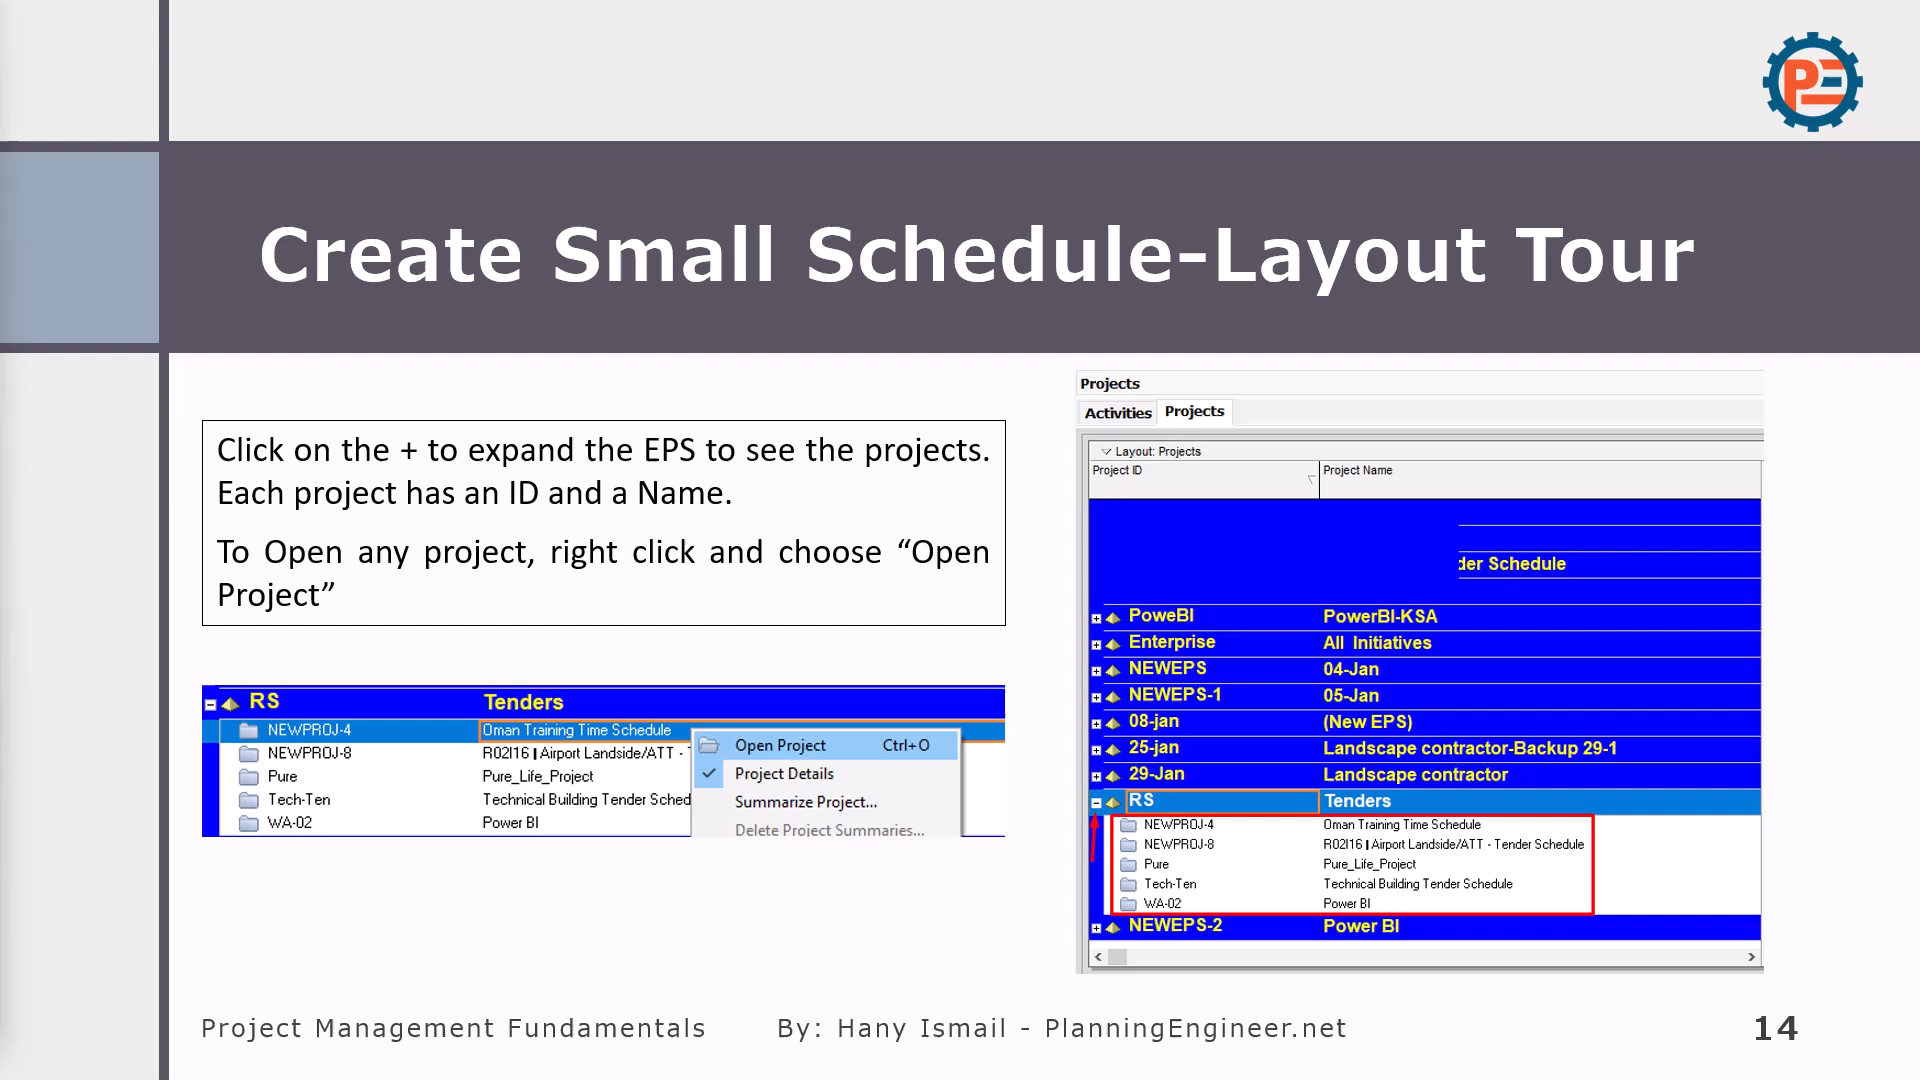 PE
Create Small Schedule-Layout Tour
Click on the + to expand the EPS to see the projects.
Each project has an ID and a Name.
To Open any project, right click and choose “Open
Project”
RS Tenders
NEWPROJ-4 Oman Training Time Schedule
NEWPROJ-8 R02I16 | Airport Landside/ATT -
Pure Pure_Life_Project
Tech-Ten Technical Building Tender Sched
WA-02 Power BI
Open Project Ctrl+O
Project Details
Summarize Project...
Delete Project Summaries...
Projects
Activities Projects
Layout: Projects
Project ID Project Name
der Schedule
PoweBI PowerBI-KSA
Enterprise All Initiatives
NEWEPS 04-Jan
NEWEPS-1 05-Jan
08-jan (New EPS)
25-jan Landscape contractor-Backup 29-1
29-Jan Landscape contractor
RS Tenders
NEWPROJ-4 Oman Training Time Schedule
NEWPROJ-8 R02I16 | Airport Landside/ATT - Tender Schedule
Pure Pure_Life_Project
Tech-Ten Technical Building Tender Schedule
WA-02 Power BI
NEWEPS-2 Power BI
Project Management Fundamentals By: Hany Ismail - PlanningEngineer.net 14